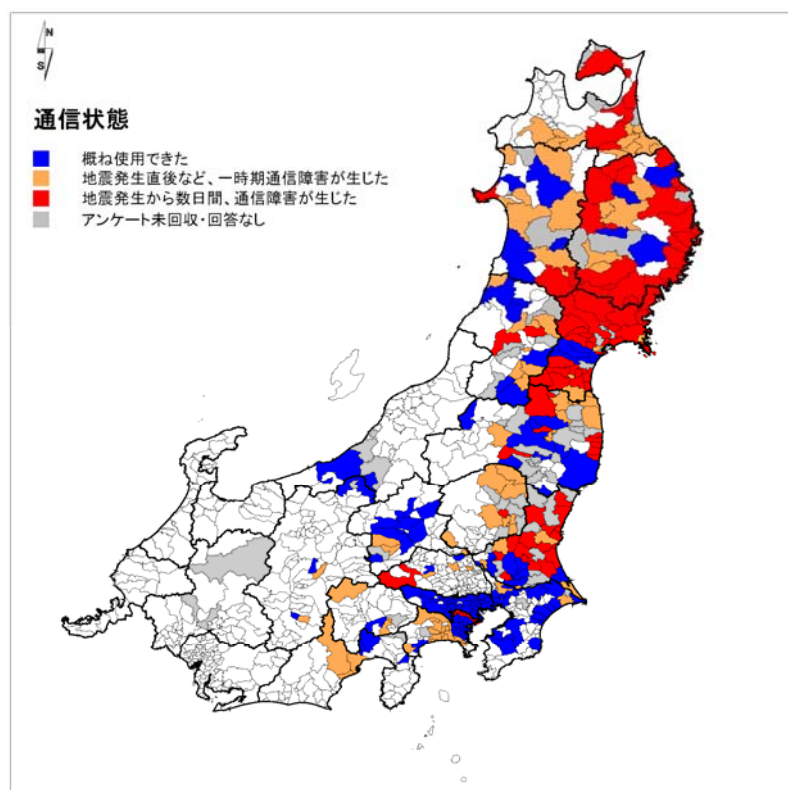 N
S
通信状態
概ね使用できた
地震発生直後など、一時期通信障害が生じた
地震発生から数日間、通信障害が生じた
アンケート未回収・回答なし